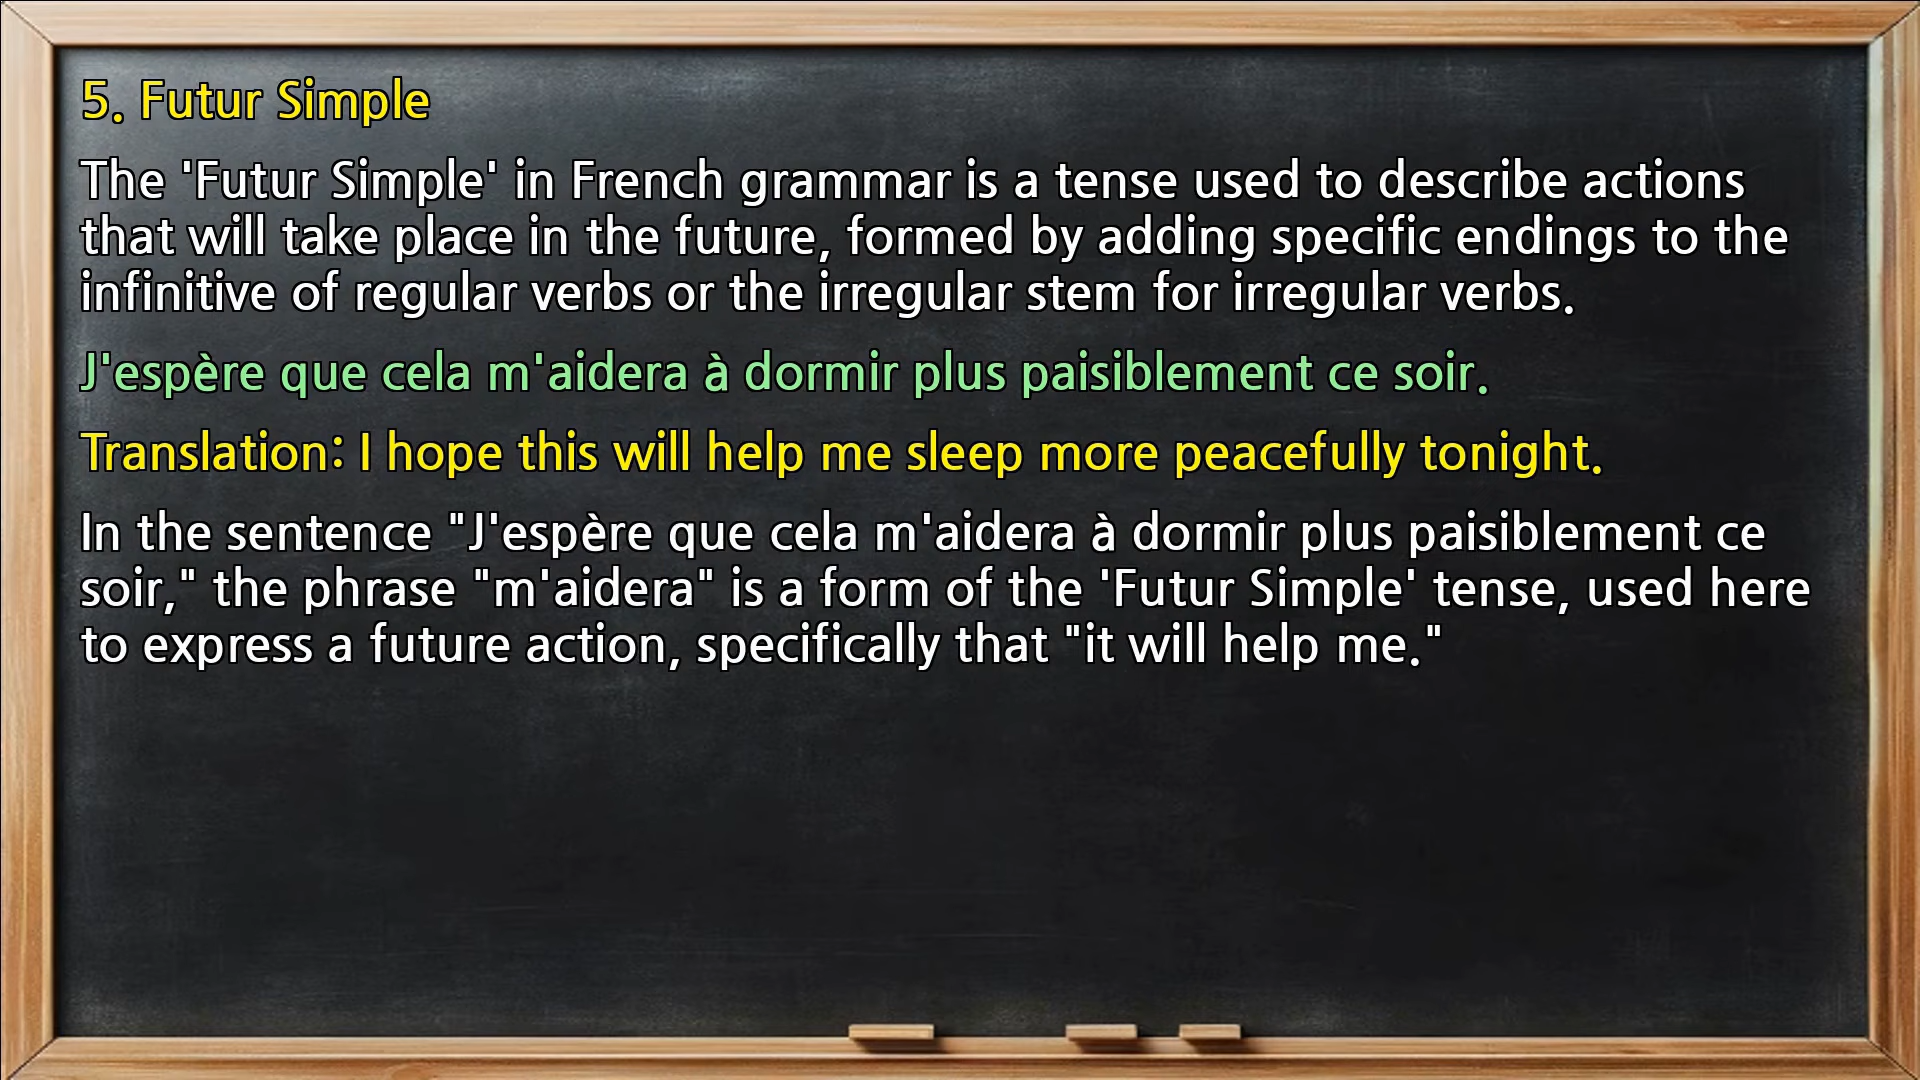 5. Futur Simple
The 'Futur Simple' in French grammar is a tense used to describe actions
that will take place in the future, formed by adding specific endings to the
infinitive of regular verbs or the irregular stem for irregular verbs.
J'espère que cela m'aidera à dormir plus paisiblement ce soir.
Translation: I hope this will help me sleep more peacefully tonight.
In the sentence "J'espère que cela m'aidera à dormir plus paisiblement ce
soir," the phrase "m'aidera" is a form of the 'Futur Simple' tense, used here
to express a future action, specifically that "it will help me."